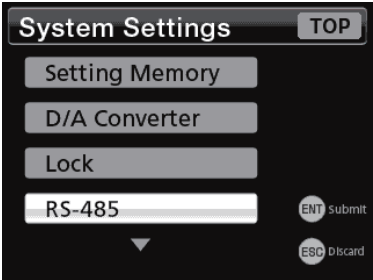 System Settings TOP
Setting Memory
D/A Converter
Lock
RS-485
ENT Submit
ESC Discard